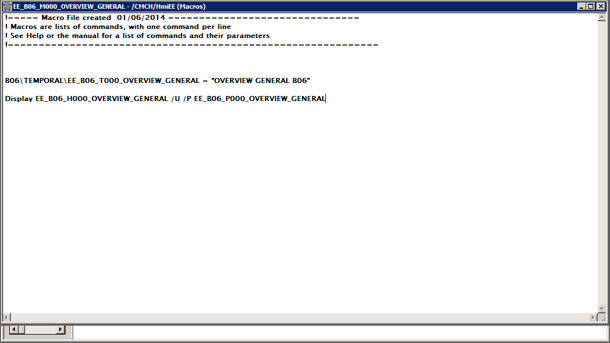 EE_B06_M000_OVERVIEW_GENERAL - /CMCH/HmiEE (Macros)
!----- Macro File created  01/06/2014 ------------------------------
! Macros are lists of commands, with one command per line
! See Help or the manual for a list of commands and their parameters
!----------------------------------------------------------
B06\TEMPORAL\EE_B06_T000_OVERVIEW_GENERAL = "OVERVIEW GENERAL B06"
Display EE_B06_H000_OVERVIEW_GENERAL /U /P EE_B06_P000_OVERVIEW_GENERAL